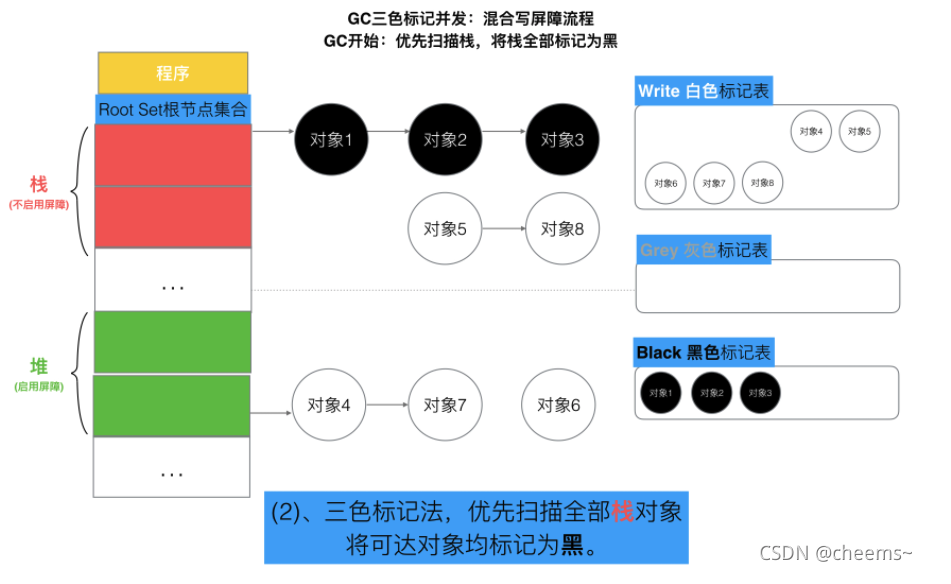 GC三色标记并发：混合写屏障流程
GC开始：优先扫描栈，将栈全部标记为黑
程序
Root Set根节点集合
栈
(不启用屏障)
...
堆
(启用屏障)
...
对象1
对象2
对象3
对象5
对象8
对象4
对象7
对象6
Write 白色标记表
对象4
对象5
对象6
对象7
对象8
Grey 灰色标记表
Black 黑色标记表
对象1
对象2
对象3
(2)、三色标记法，优先扫描全部栈对象
将可达对象均标记为黑。
CSDN @cheems~